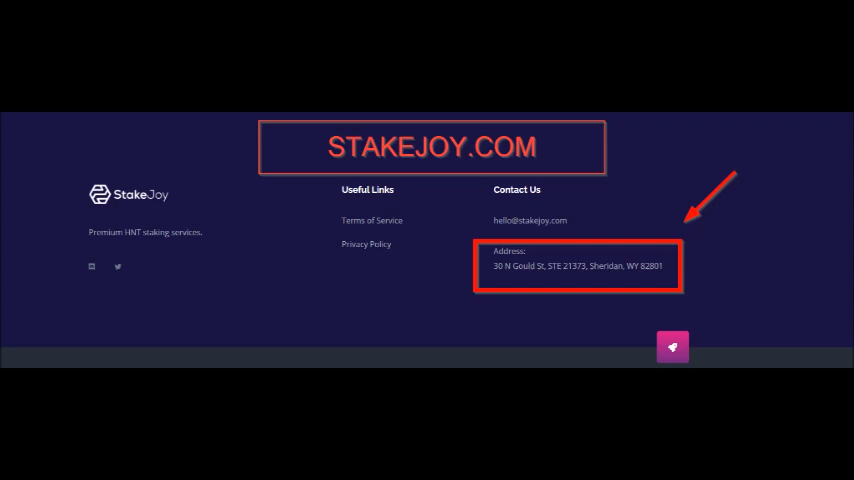 STAKEJOY.COM
StakeJoy
Premium HNT staking services.
Useful Links
Terms of Service
Privacy Policy
Contact Us
hello@stakejoy.com
Address:
30 N Gould St, STE 21373, Sheridan, WY 82801